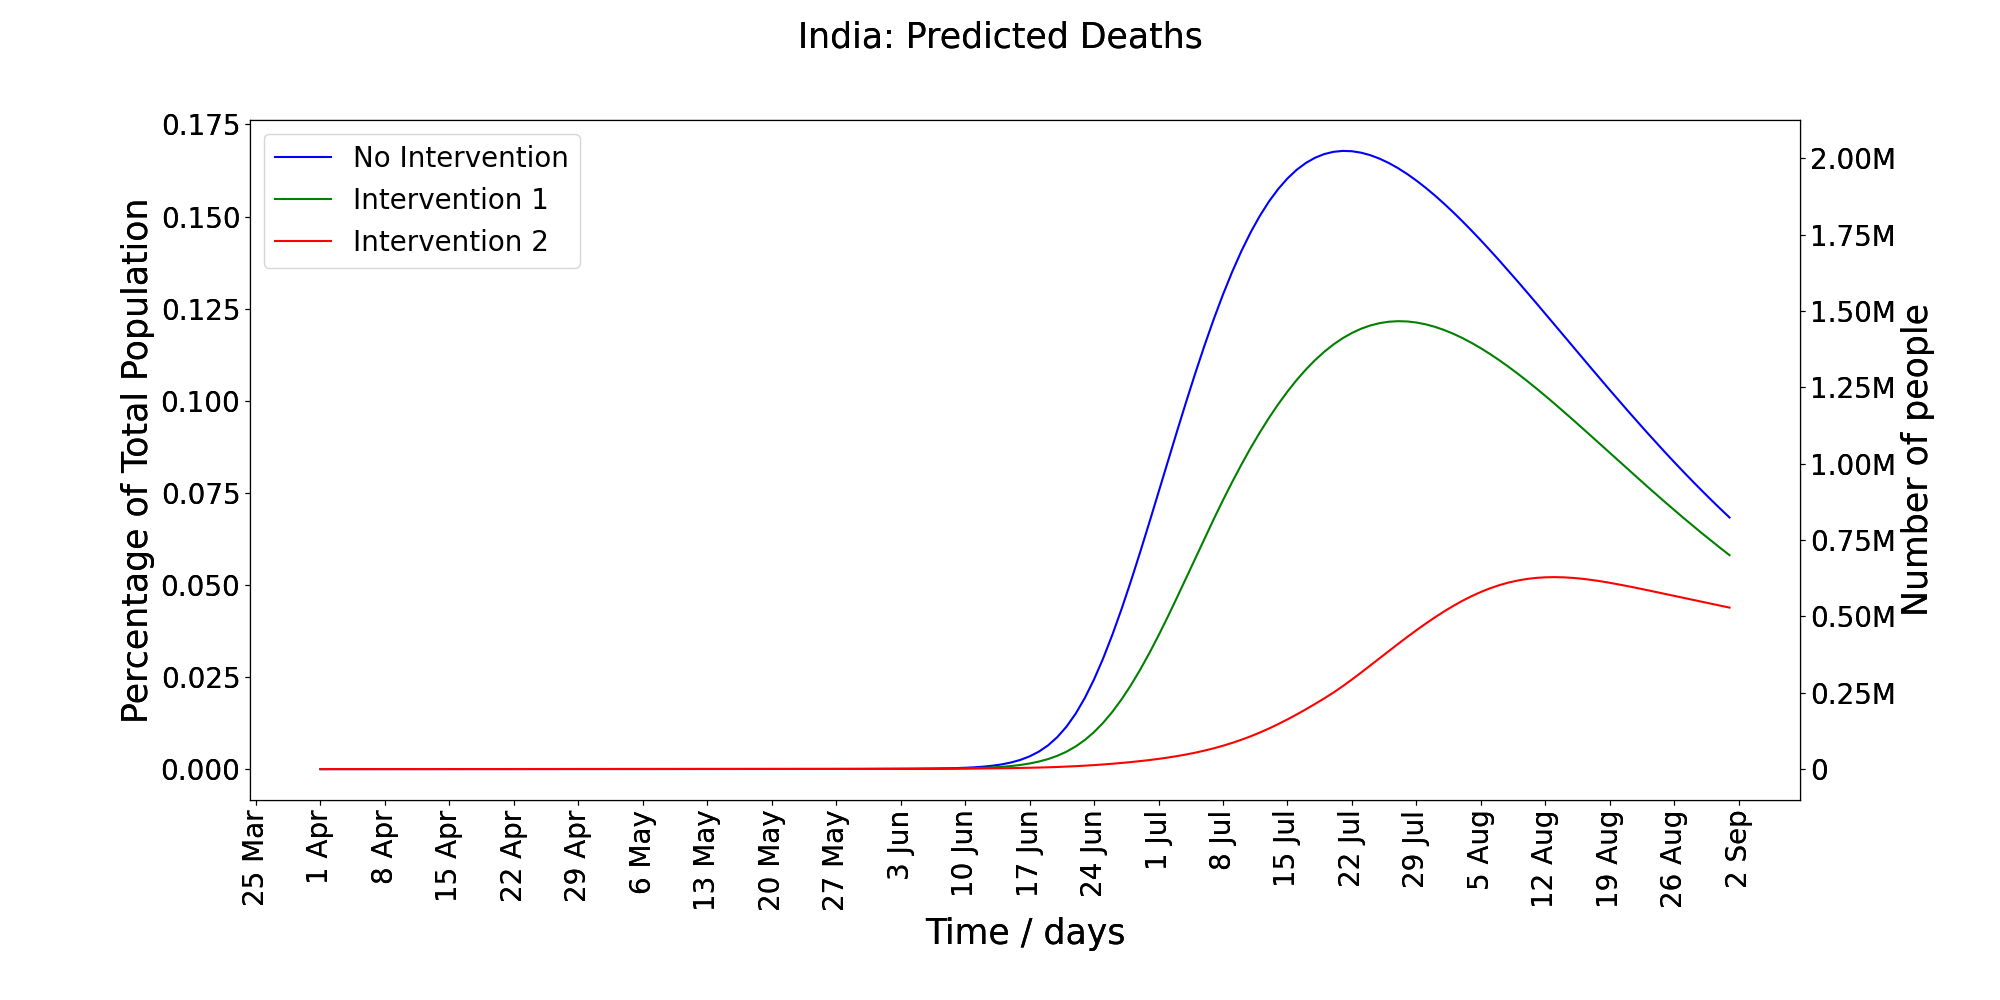 India: Predicted Deaths
No Intervention
Intervention 1
Intervention 2
Percentage of Total Population
0.175
0.150
0.125
0.100
0.075
0.050
0.025
0.000
2.00M
1.75M
1.50M
1.25M
1.00M
0.75M
0.50M
0.25M
0
Number of people
25 Mar
1 Apr
8 Apr
15 Apr
22 Apr
29 Apr
6 May
13 May
20 May
27 May
3 Jun
10 Jun
17 Jun
24 Jun
1 Jul
8 Jul
15 Jul
22 Jul
29 Jul
5 Aug
12 Aug
19 Aug
26 Aug
2 Sep
Time / days